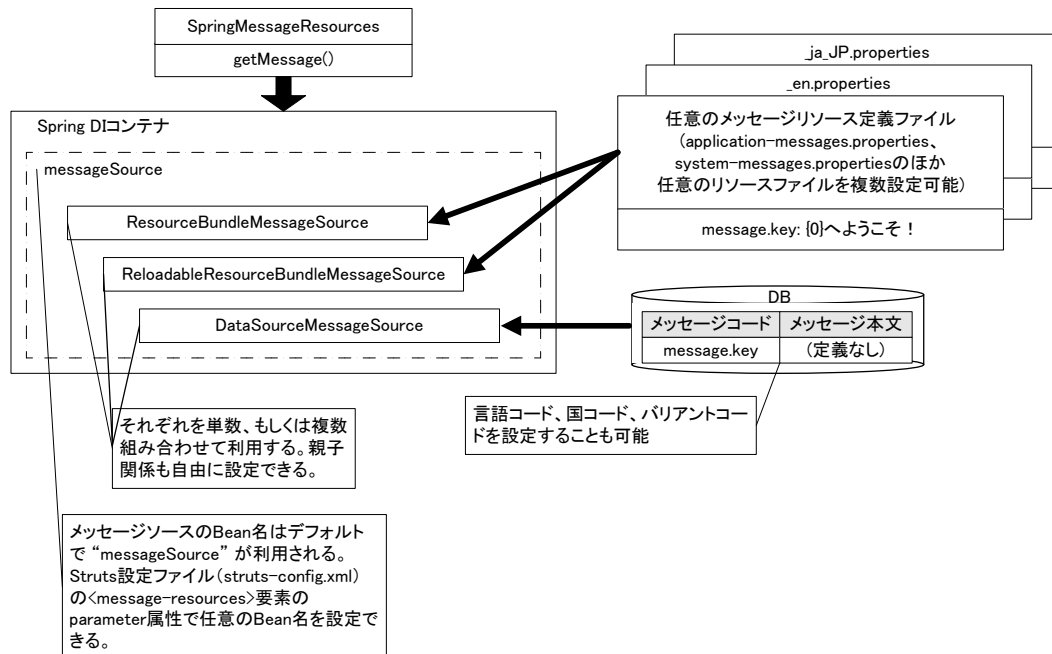 SpringMessageResources
getMessage()
_ja_JP.properties
_en.properties
任意のメッセージリソース定義ファイル
(application-messages.properties、
system-messages.propertiesのほか
任意のリソースファイルを複数設定可能)
message.key: {0}へようこそ！
Spring DIコンテナ
messageSource
ResourceBundleMessageSource
ReloadableResourceBundleMessageSource
DataSourceMessageSource
DB
メッセージコード メッセージ本文
message.key (定義なし)
言語コード、国コード、バリアントコー
ドを設定することも可能
それぞれを単数、もしくは複数
組み合わせて利用する。親子
関係も自由に設定できる。
メッセージソースのBean名はデフォルト
で “messageSource” が利用される。
Struts設定ファイル(struts-config.xml)
の<message-resources>要素の
parameter属性で任意のBean名を設定で
きる。